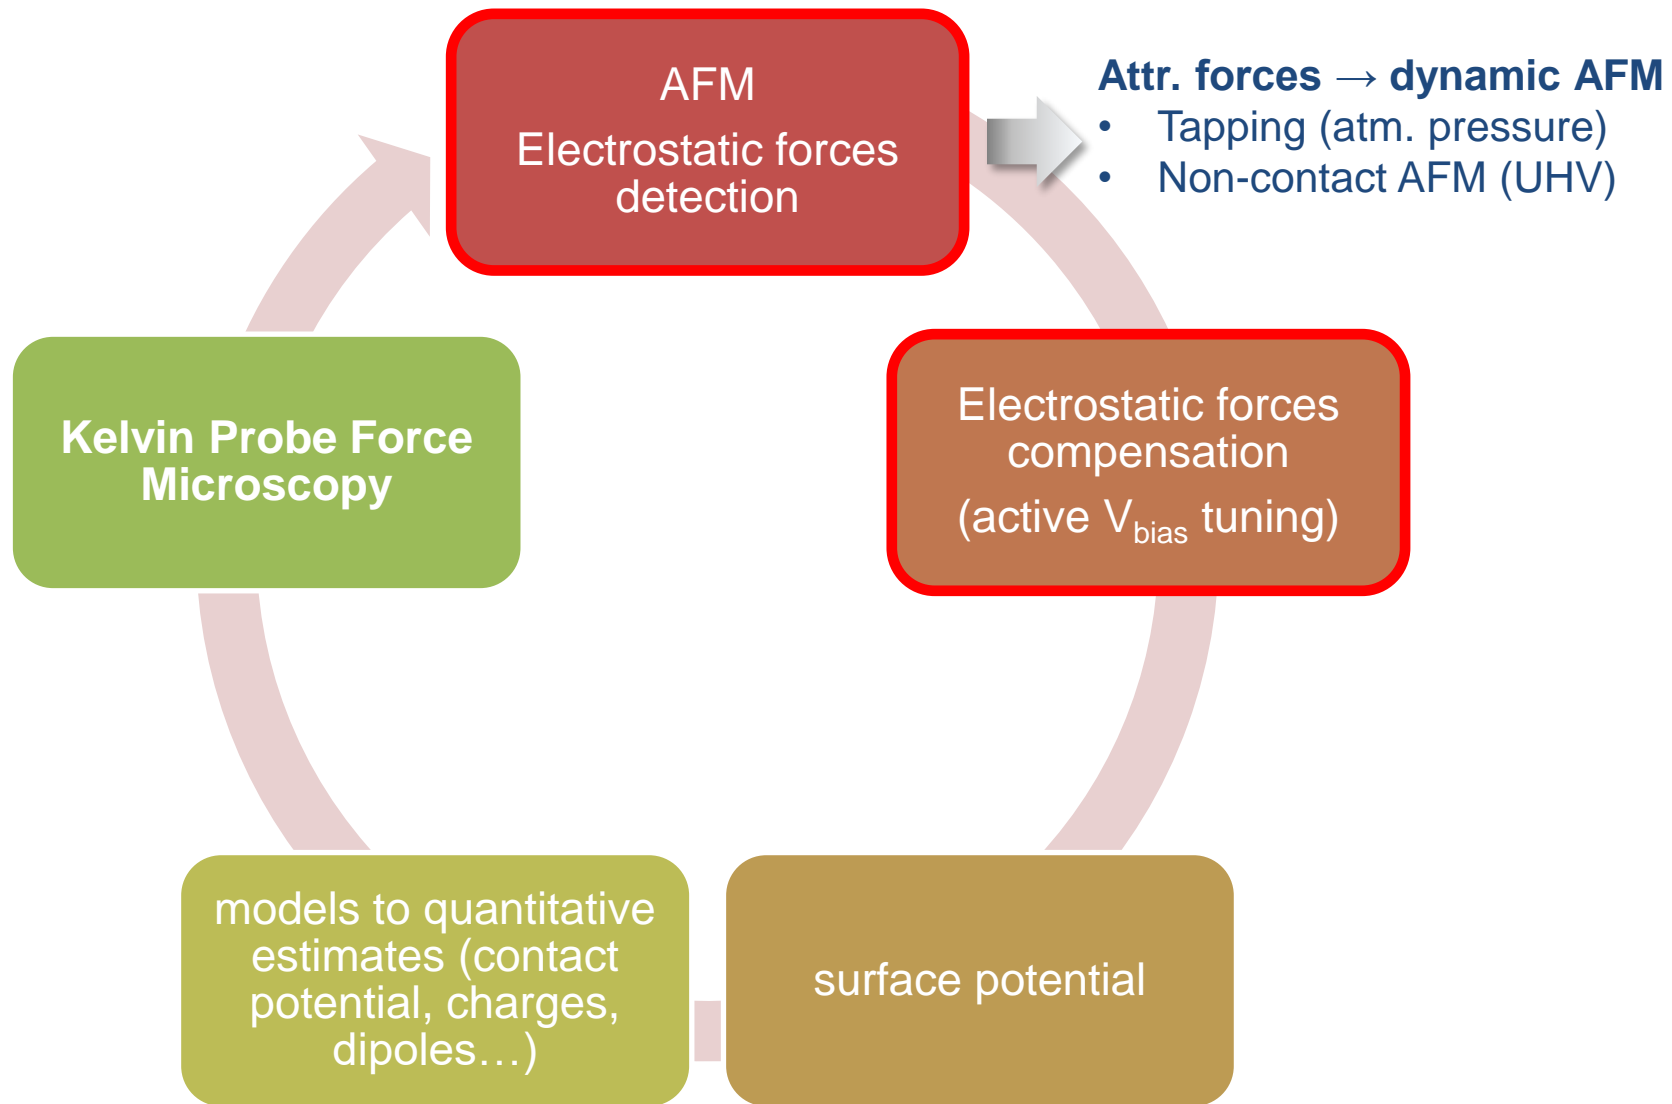 AFM
Electrostatic forces
detection
Attr. forces → dynamic AFM
• Tapping (atm. pressure)
• Non-contact AFM (UHV)
Electrostatic forces
compensation
(active Vbias tuning)
Kelvin Probe Force
Microscopy
models to quantitative
estimates (contact
potential, charges,
dipoles…)
surface potential